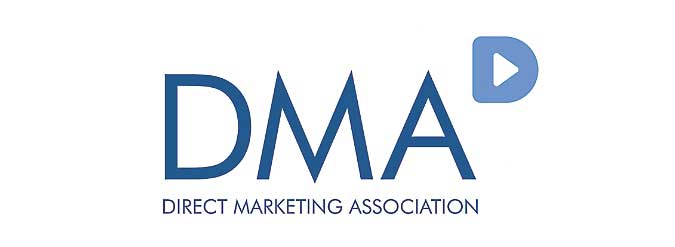 DMA
DIRECT MARKETING ASSOCIATION